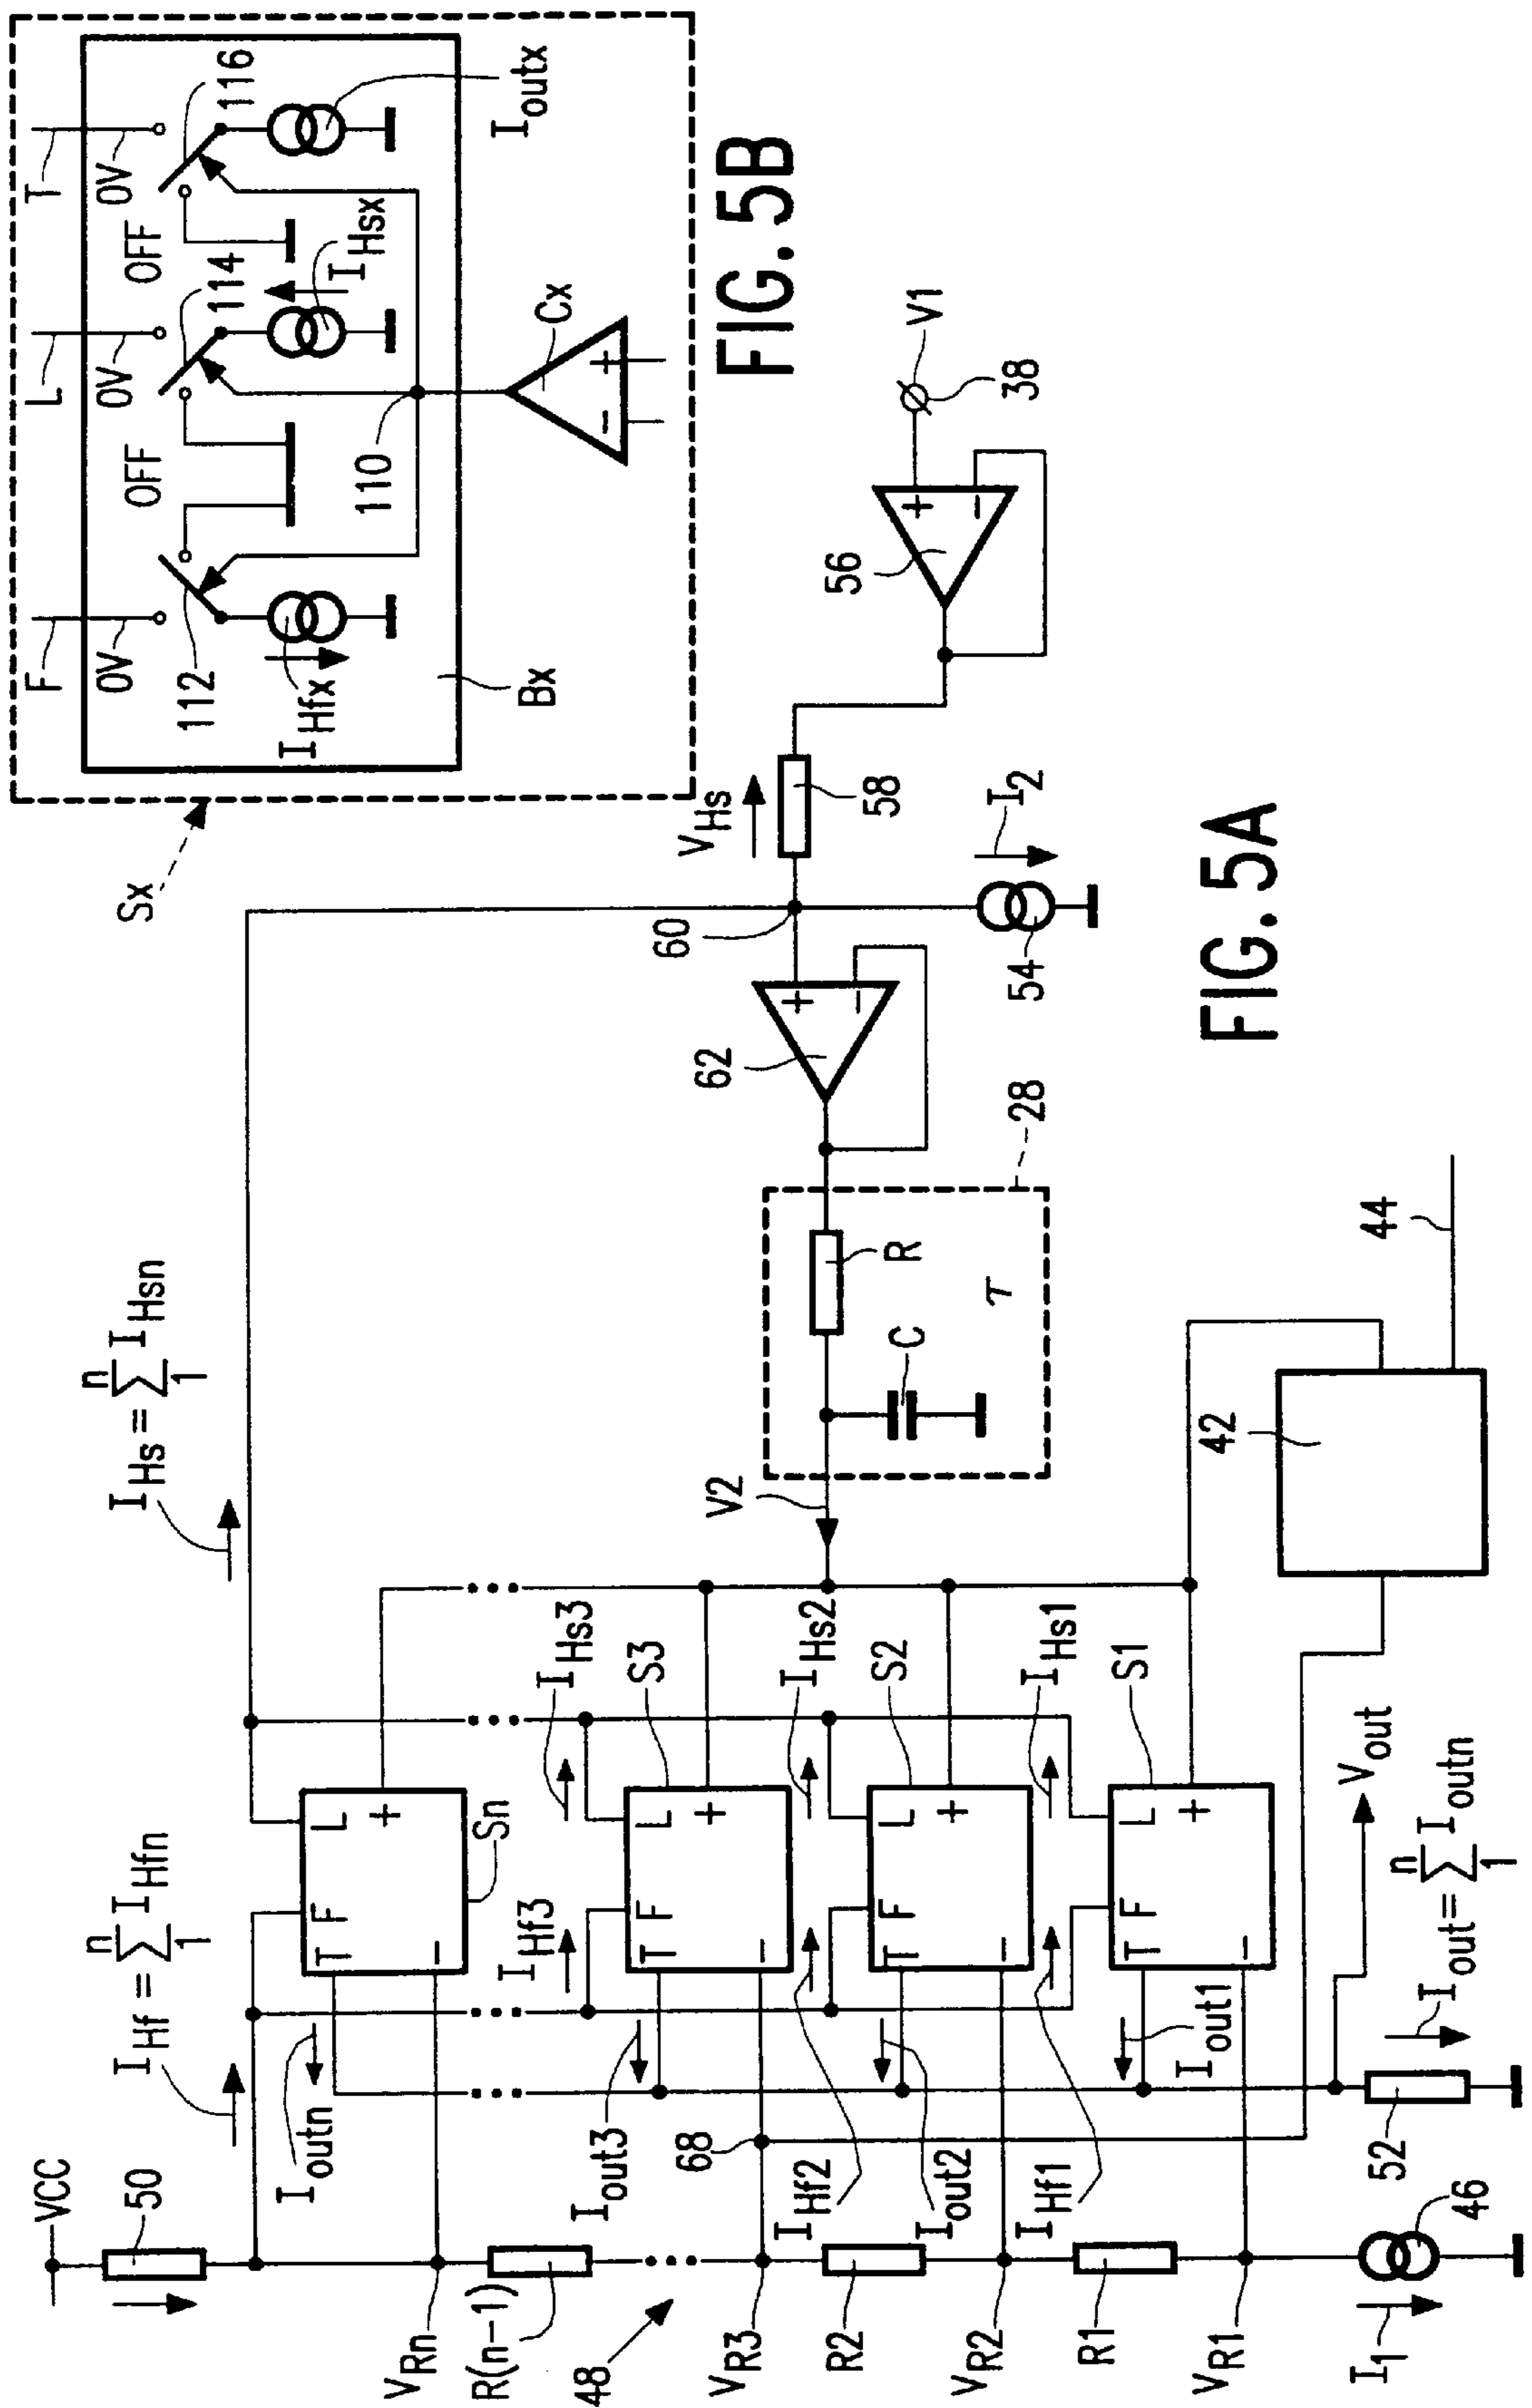 FIG. 5B
Sx
F
L
T
0V
OFF
0V
OFF
0V
112
114
116
I_Hfx
I_Hsx
I_outx
110
Bx
Cx
+
−
FIG. 5A
VCC
50
I_Hf = Σ_1^n I_Hfn
I_Hs = Σ_1^n I_Hsn
I_outn
V_Rn
R(n-1)
48
T
F
L
−
+
Sn
I_out3
I_Hf3
I_Hs3
68
V_R3
T
F
L
−
+
S3
R2
I_Hf2
I_out2
I_Hs2
V_R2
T
F
L
−
+
S2
R1
I_Hf1
I_out1
I_Hs1
V_R1
T
F
L
−
+
S1
I_1
46
52
V_out
I_out = Σ_1^n I_outn
V2
C
R
τ
28
42
44
62
+
−
60
54
I_2
V_Hs
58
56
+
−
V1
38